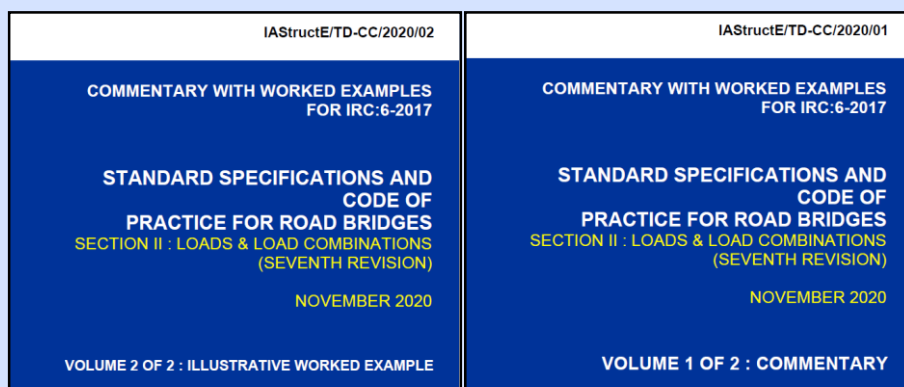 IAStructE/TD-CC/2020/02
COMMENTARY WITH WORKED EXAMPLES
FOR IRC:6-2017
STANDARD SPECIFICATIONS AND
CODE OF
PRACTICE FOR ROAD BRIDGES
SECTION II : LOADS & LOAD COMBINATIONS
(SEVENTH REVISION)
NOVEMBER 2020
VOLUME 2 OF 2 : ILLUSTRATIVE WORKED EXAMPLE
IAStructE/TD-CC/2020/01
COMMENTARY WITH WORKED EXAMPLES
FOR IRC:6-2017
STANDARD SPECIFICATIONS AND
CODE OF
PRACTICE FOR ROAD BRIDGES
SECTION II : LOADS & LOAD COMBINATIONS
(SEVENTH REVISION)
NOVEMBER 2020
VOLUME 1 OF 2 : COMMENTARY